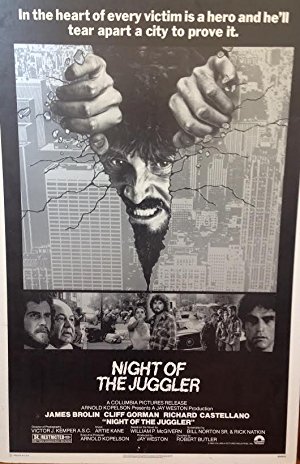 In the heart of every victim is a hero and he'll
tear apart a city to prove it.
NIGHT OF
THE JUGGLER
A COLUMBIA PICTURES RELEASE
ARNOLD KOPELSON Presents A JAY WESTON Production
JAMES BROLIN CLIFF GORMAN RICHARD CASTELLANO
"NIGHT OF THE JUGGLER"
VICTOR J. KEMPER A.S.C.
ARTIE KANE
WILLIAM P. McGIVERN
BILL NORTON SR. & RICK NATKIN
ARNOLD KOPELSON
JAY WESTON
ROBERT BUTLER
R RESTRICTED